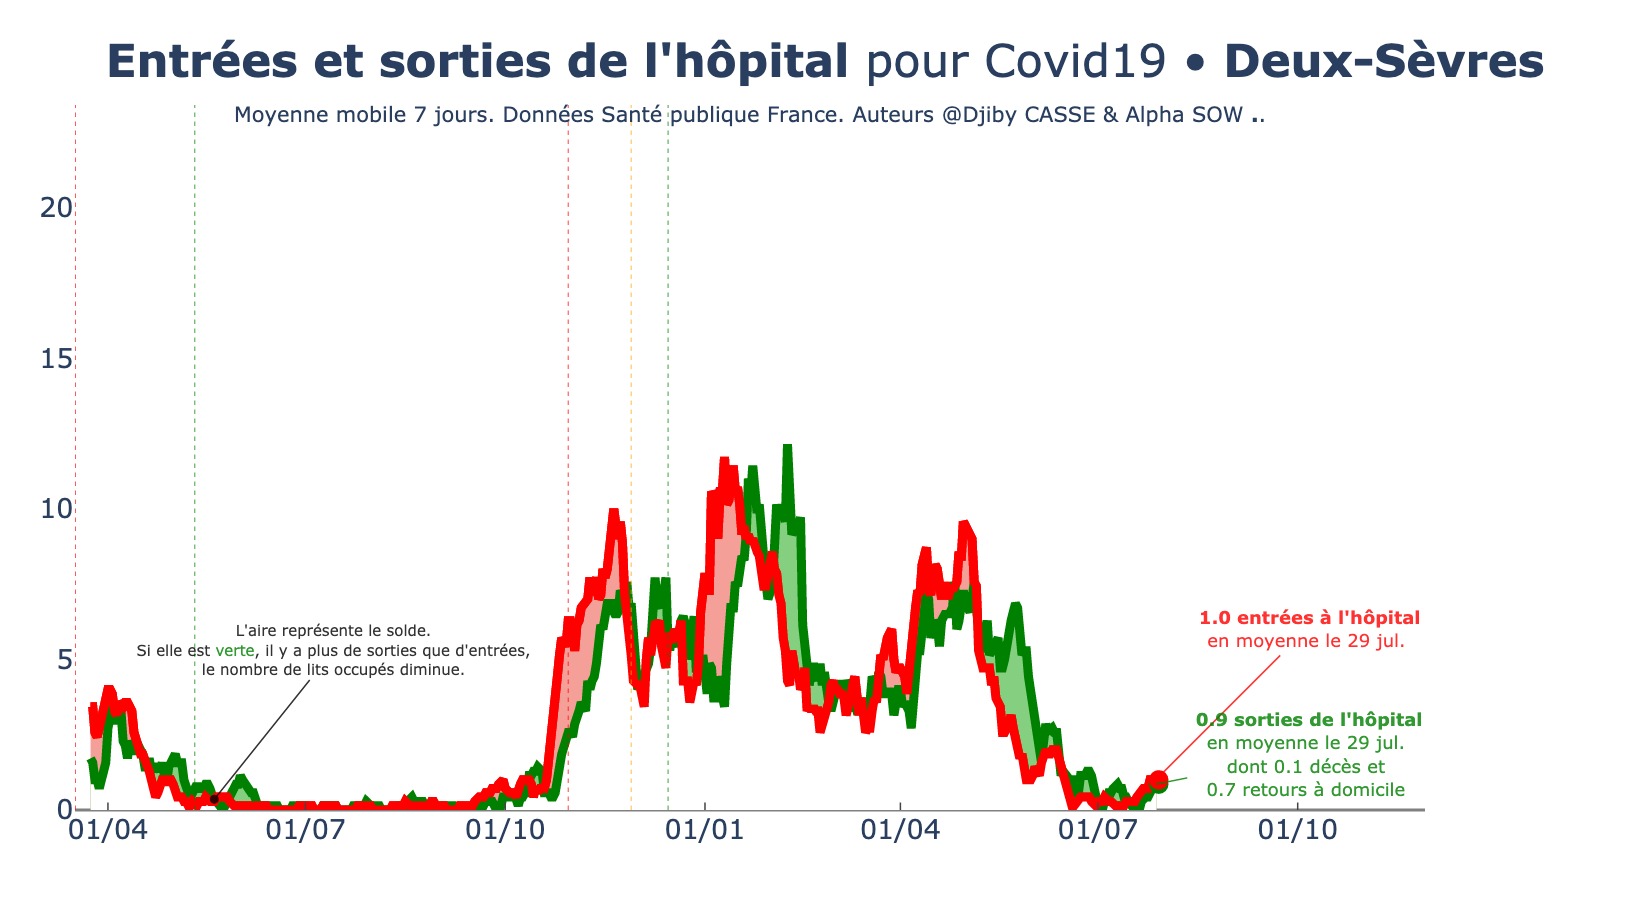 Entrées et sorties de l'hôpital pour Covid19 • Deux-Sèvres
Moyenne mobile 7 jours. Données Santé publique France. Auteurs @Djiby CASSE & Alpha SOW ..
20
15
10
5
0
L'aire représente le solde.
Si elle est verte, il y a plus de sorties que d'entrées,
le nombre de lits occupés diminue.
1.0 entrées à l'hôpital
en moyenne le 29 jul.
0.9 sorties de l'hôpital
en moyenne le 29 jul.
dont 0.1 décès et
0.7 retours à domicile
01/04 01/07 01/10 01/01 01/04 01/07 01/10